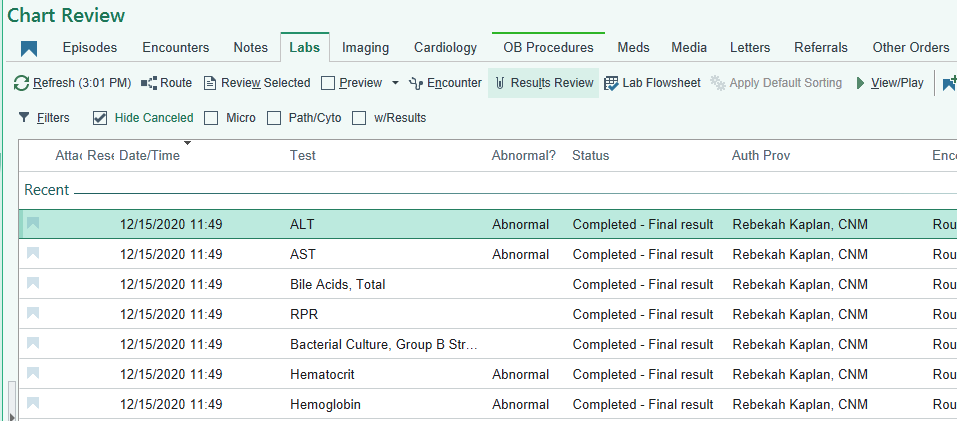 Chart Review
Episodes Encounters Notes Labs Imaging Cardiology OB Procedures Meds Media Letters Referrals Other Orders
Refresh (3:01 PM) Route Review Selected Preview Encounter Results Review Lab Flowsheet Apply Default Sorting View/Play
Filters Hide Canceled Micro Path/Cyto w/Results
Attac Rese Date/Time Test Abnormal? Status Auth Prov Enco
Recent
12/15/2020 11:49 ALT Abnormal Completed - Final result Rebekah Kaplan, CNM Rou
12/15/2020 11:49 AST Abnormal Completed - Final result Rebekah Kaplan, CNM Rou
12/15/2020 11:49 Bile Acids, Total Completed - Final result Rebekah Kaplan, CNM Rou
12/15/2020 11:49 RPR Completed - Final result Rebekah Kaplan, CNM Rou
12/15/2020 11:49 Bacterial Culture, Group B Str... Completed - Final result Rebekah Kaplan, CNM Rou
12/15/2020 11:49 Hematocrit Abnormal Completed - Final result Rebekah Kaplan, CNM Rou
12/15/2020 11:49 Hemoglobin Abnormal Completed - Final result Rebekah Kaplan, CNM Rou